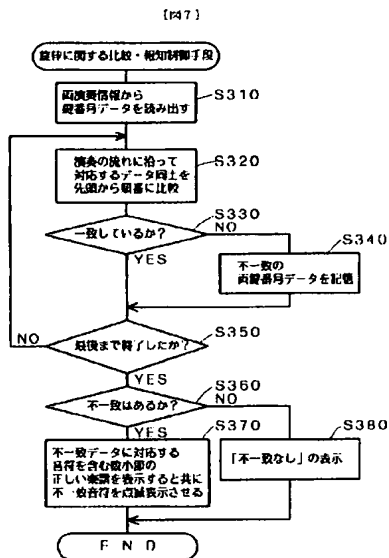 【図7】
旋律に関する比較・報知制御手段
両演奏情報から
鍵番号データを読み出す
S310
演奏の流れに沿って
対応するデータ同士を
先頭から順番に比較
S320
一致しているか?
S330
NO
YES
不一致の
両鍵番号データを記憶
S340
最後まで終了したか?
S350
NO
YES
不一致はあるか?
S360
NO
YES
不一致データに対応する
音符を含む数小節の
正しい楽譜を表示すると共に
不一致音符を点滅表示させる
S370
「不一致なし」の表示
S380
END